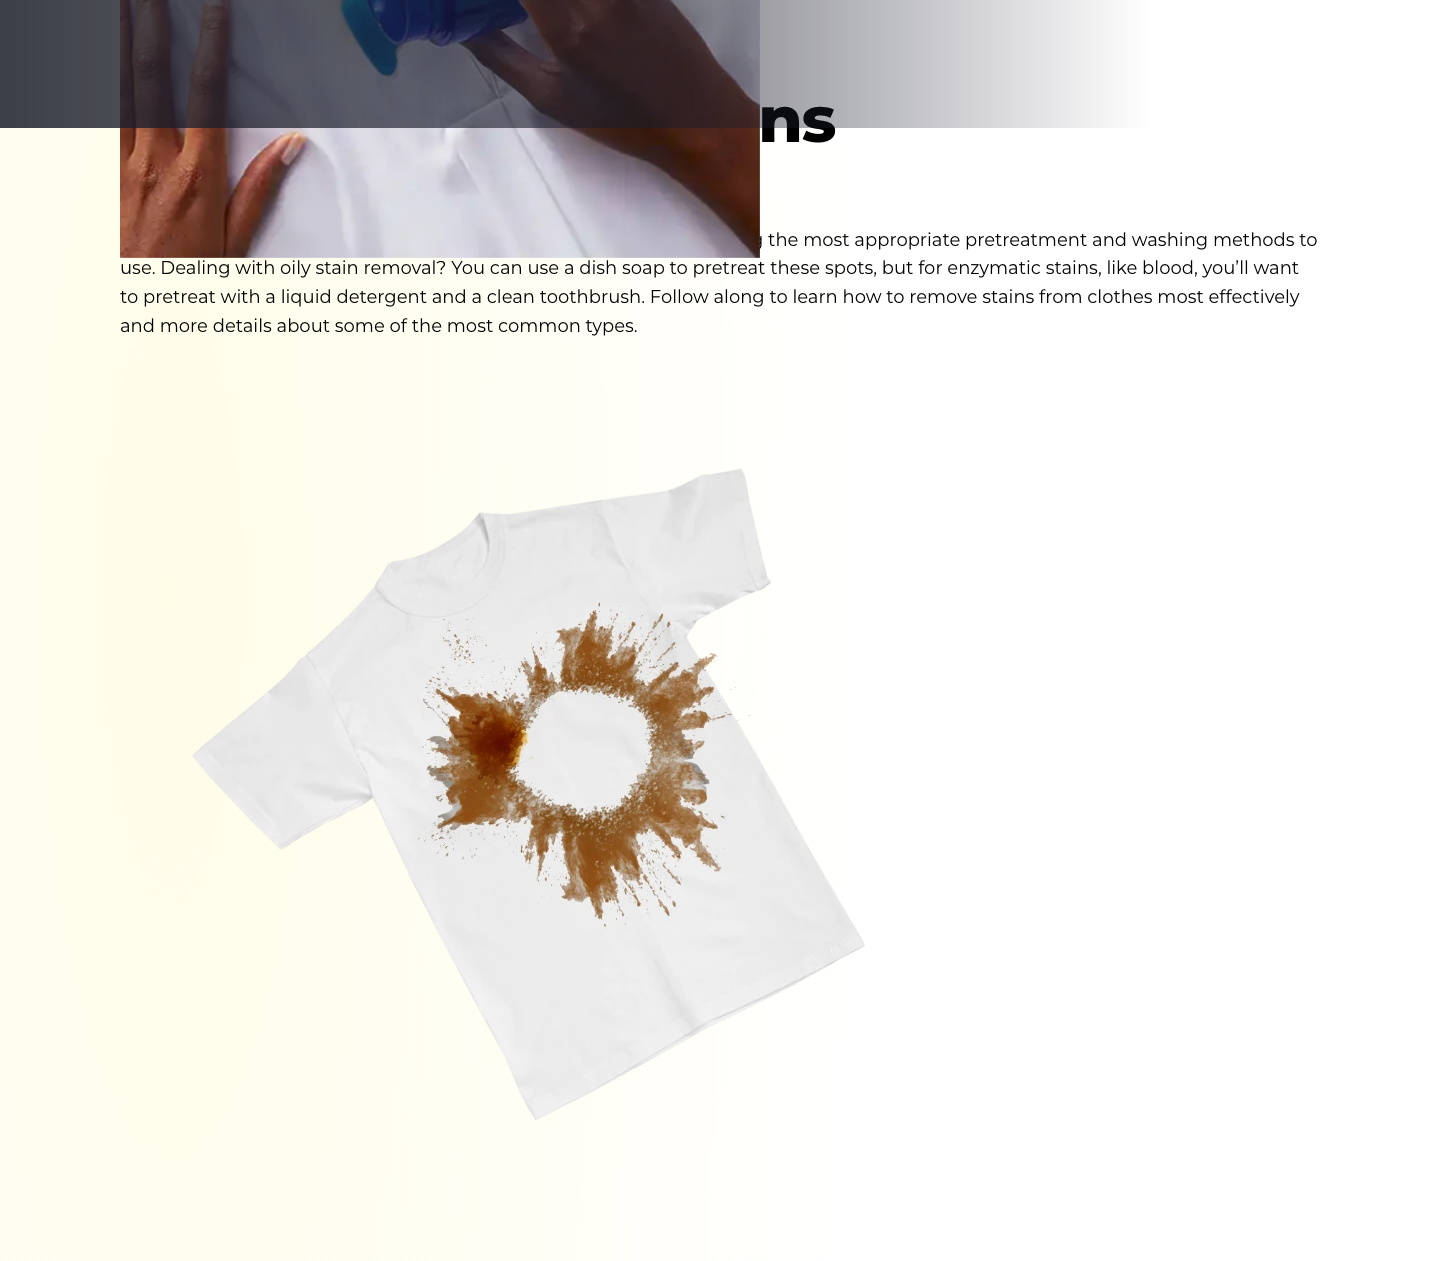 ns
the most appropriate pretreatment and washing methods to
use. Dealing with oily stain removal? You can use a dish soap to pretreat these spots, but for enzymatic stains, like blood, you’ll want
to pretreat with a liquid detergent and a clean toothbrush. Follow along to learn how to remove stains from clothes most effectively
and more details about some of the most common types.